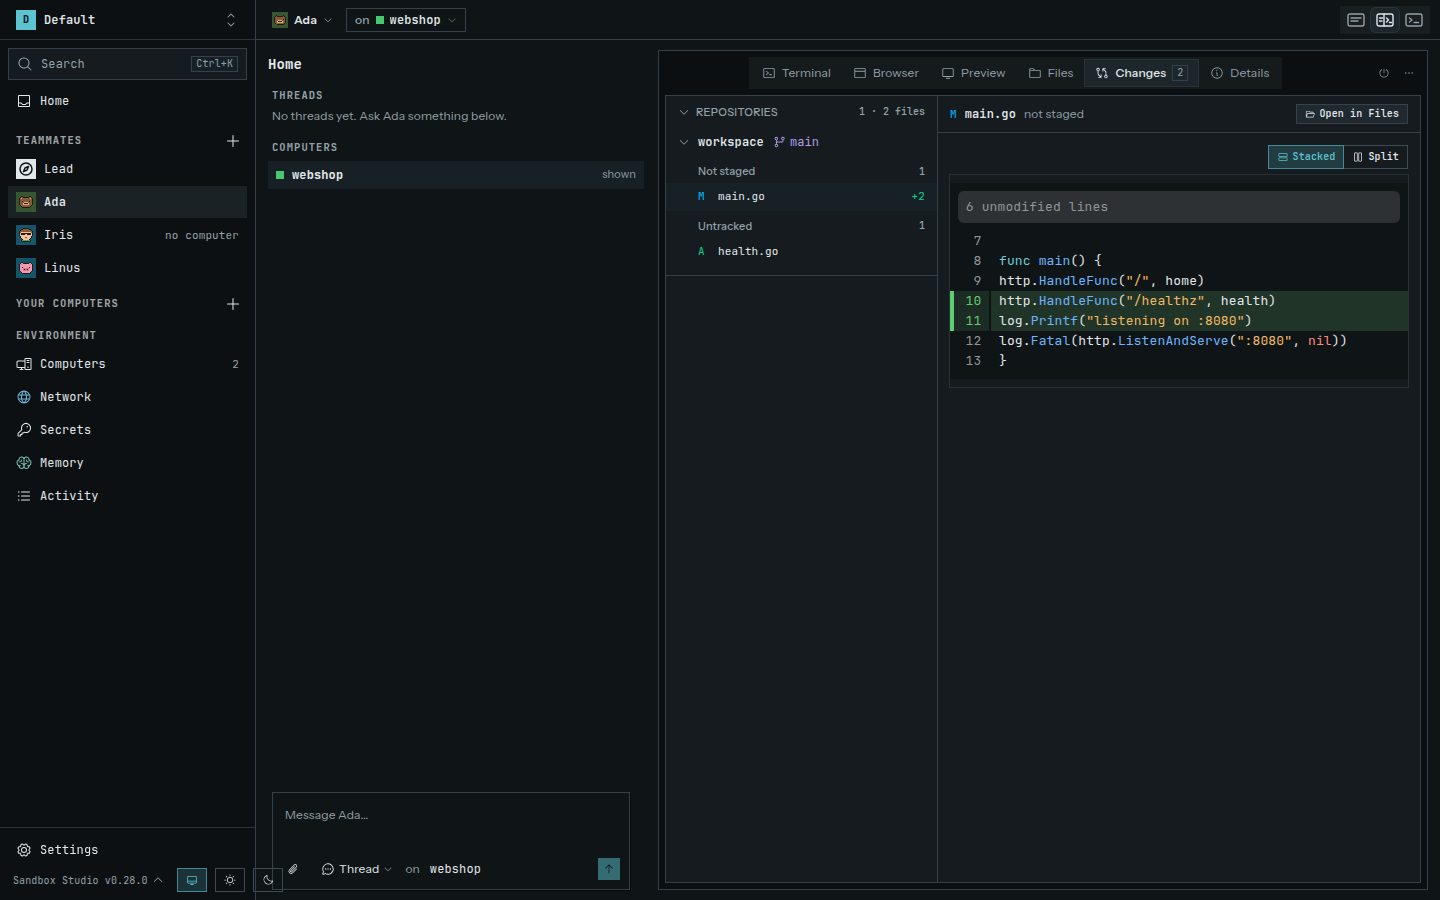 D Default
Search Ctrl+K
Home
TEAMMATES
Lead
Ada
Iris no computer
Linus
YOUR COMPUTERS
ENVIRONMENT
Computers 2
Network
Secrets
Memory
Activity
Settings
Sandbox Studio v0.28.0
Ada on webshop
Home
THREADS
No threads yet. Ask Ada something below.
COMPUTERS
webshop shown
Message Ada…
Thread on webshop
Terminal Browser Preview Files Changes 2 Details
REPOSITORIES 1 · 2 files
workspace main
Not staged 1
M main.go +2
Untracked 1
A health.go
M main.go not staged Open in Files
Stacked Split
6 unmodified lines
7
8 func main() {
9 http.HandleFunc("/", home)
10 http.HandleFunc("/healthz", health)
11 log.Printf("listening on :8080")
12 log.Fatal(http.ListenAndServe(":8080", nil))
13 }